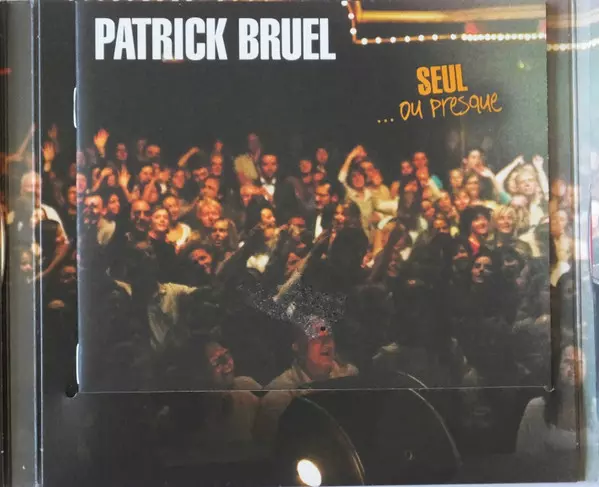 PATRICK BRUEL
SEUL
... ou presque